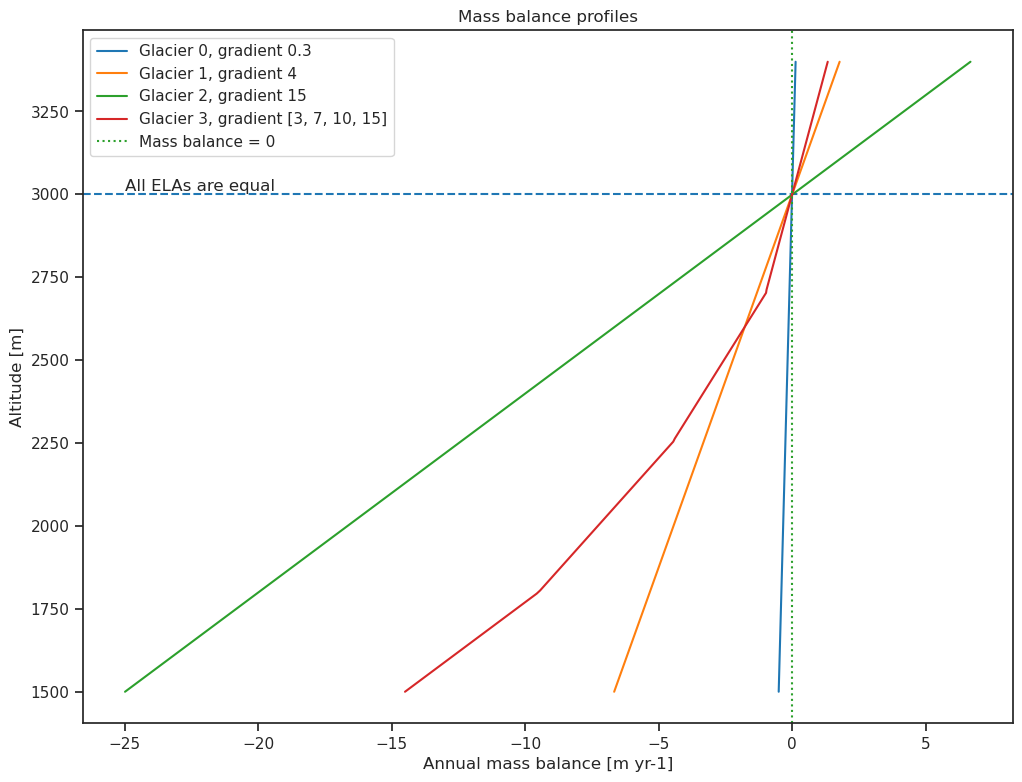 Mass balance profiles
Glacier 0, gradient 0.3
Glacier 1, gradient 4
Glacier 2, gradient 15
Glacier 3, gradient [3, 7, 10, 15]
Mass balance = 0
All ELAs are equal
Altitude [m]
3250
3000
2750
2500
2250
2000
1750
1500
−25 −20 −15 −10 −5 0 5
Annual mass balance [m yr-1]